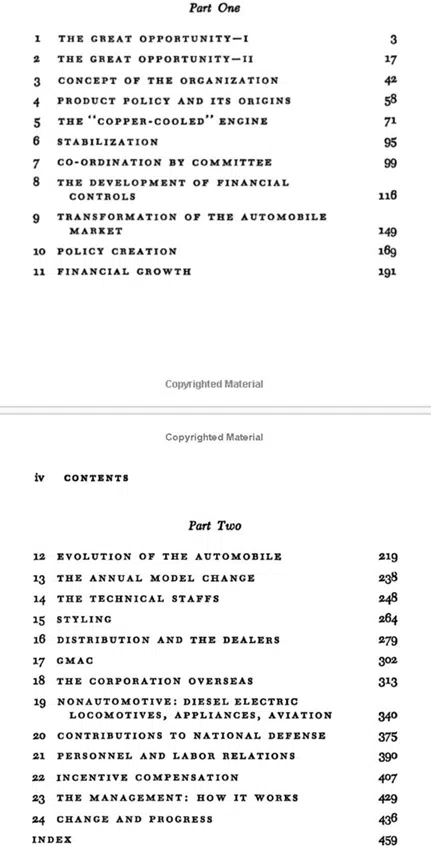 Part One
1 THE GREAT OPPORTUNITY—I 3
2 THE GREAT OPPORTUNITY—II 17
3 CONCEPT OF THE ORGANIZATION 42
4 PRODUCT POLICY AND ITS ORIGINS 58
5 THE "COPPER-COOLED" ENGINE 71
6 STABILIZATION 95
7 CO-ORDINATION BY COMMITTEE 99
8 THE DEVELOPMENT OF FINANCIAL
CONTROLS 116
9 TRANSFORMATION OF THE AUTOMOBILE
MARKET 149
10 POLICY CREATION 169
11 FINANCIAL GROWTH 191
Copyrighted Material
Copyrighted Material
iv CONTENTS
Part Two
12 EVOLUTION OF THE AUTOMOBILE 219
13 THE ANNUAL MODEL CHANGE 238
14 THE TECHNICAL STAFFS 248
15 STYLING 264
16 DISTRIBUTION AND THE DEALERS 279
17 GMAC 302
18 THE CORPORATION OVERSEAS 313
19 NONAUTOMOTIVE: DIESEL ELECTRIC
LOCOMOTIVES, APPLIANCES, AVIATION 340
20 CONTRIBUTIONS TO NATIONAL DEFENSE 375
21 PERSONNEL AND LABOR RELATIONS 390
22 INCENTIVE COMPENSATION 407
23 THE MANAGEMENT: HOW IT WORKS 429
24 CHANGE AND PROGRESS 436
INDEX 459